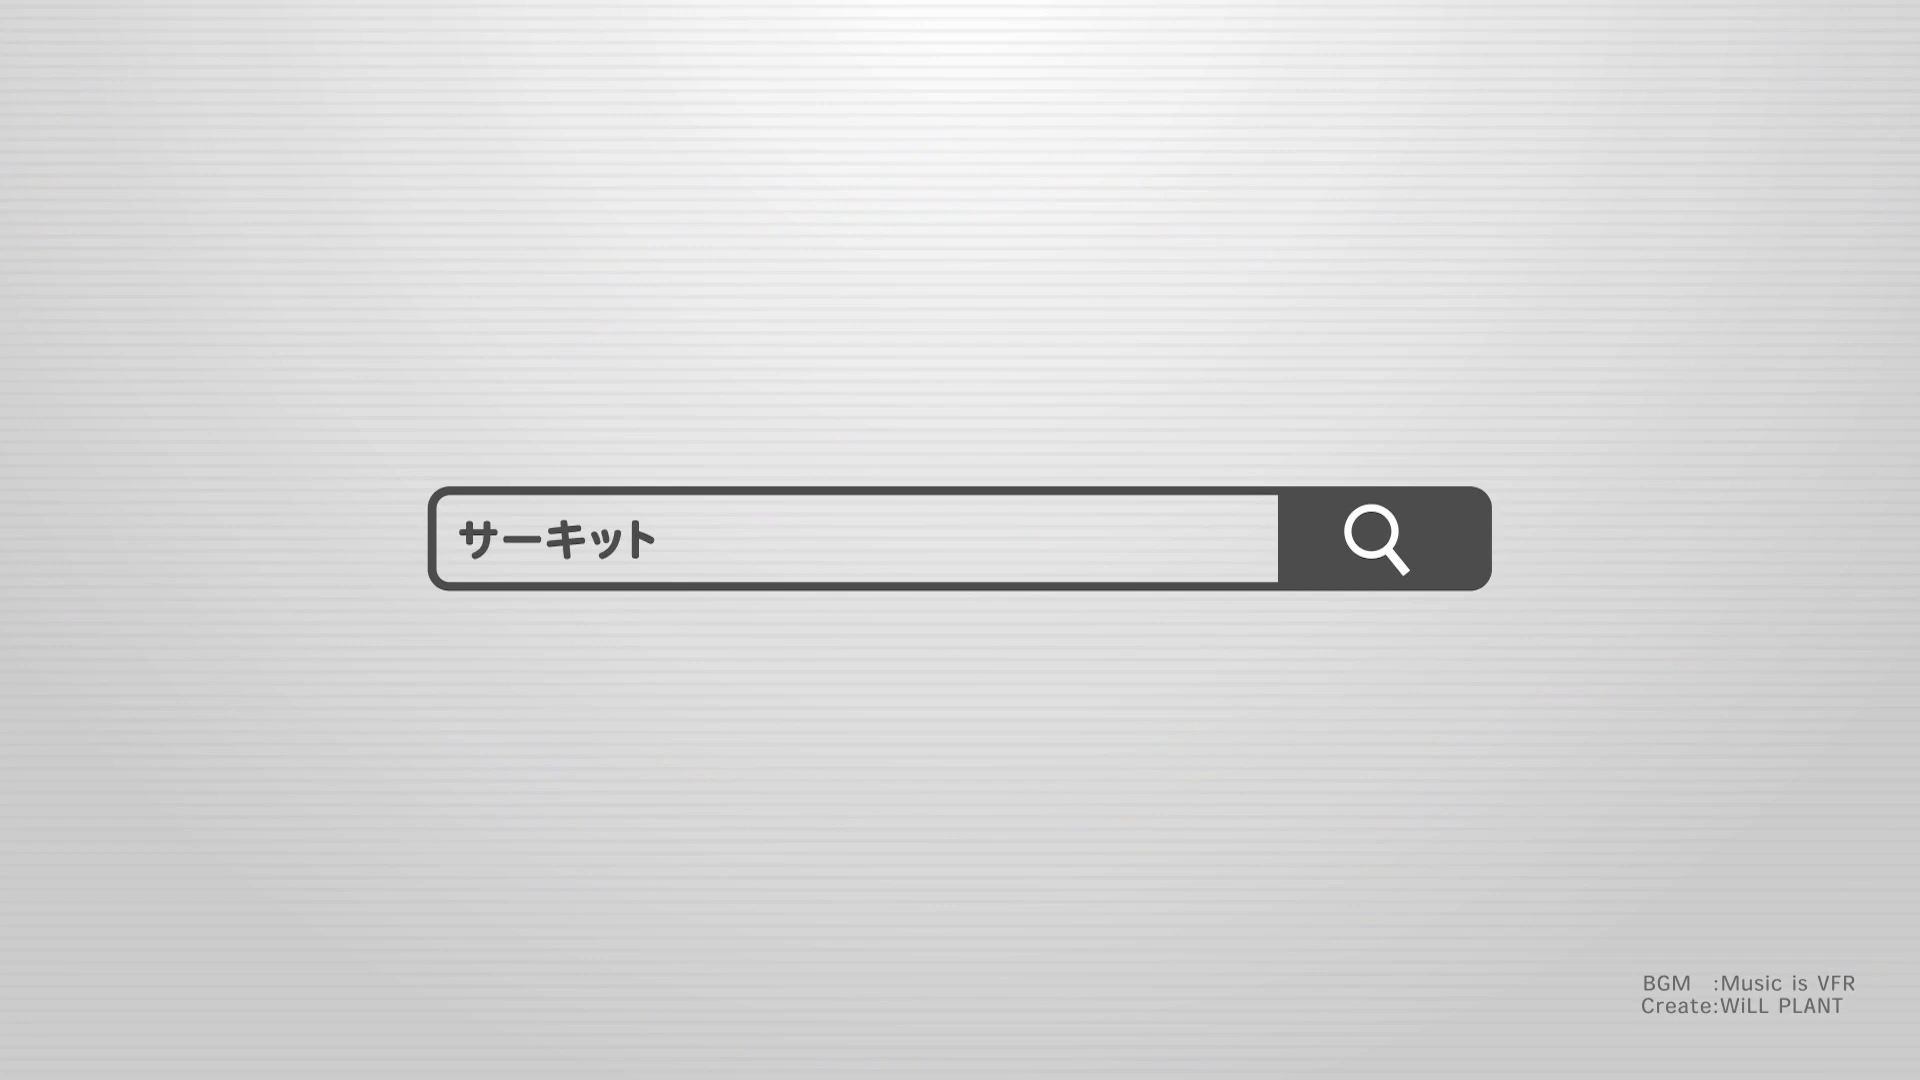 サーキット
BGM :Music is VFR
Create:WiLL PLANT